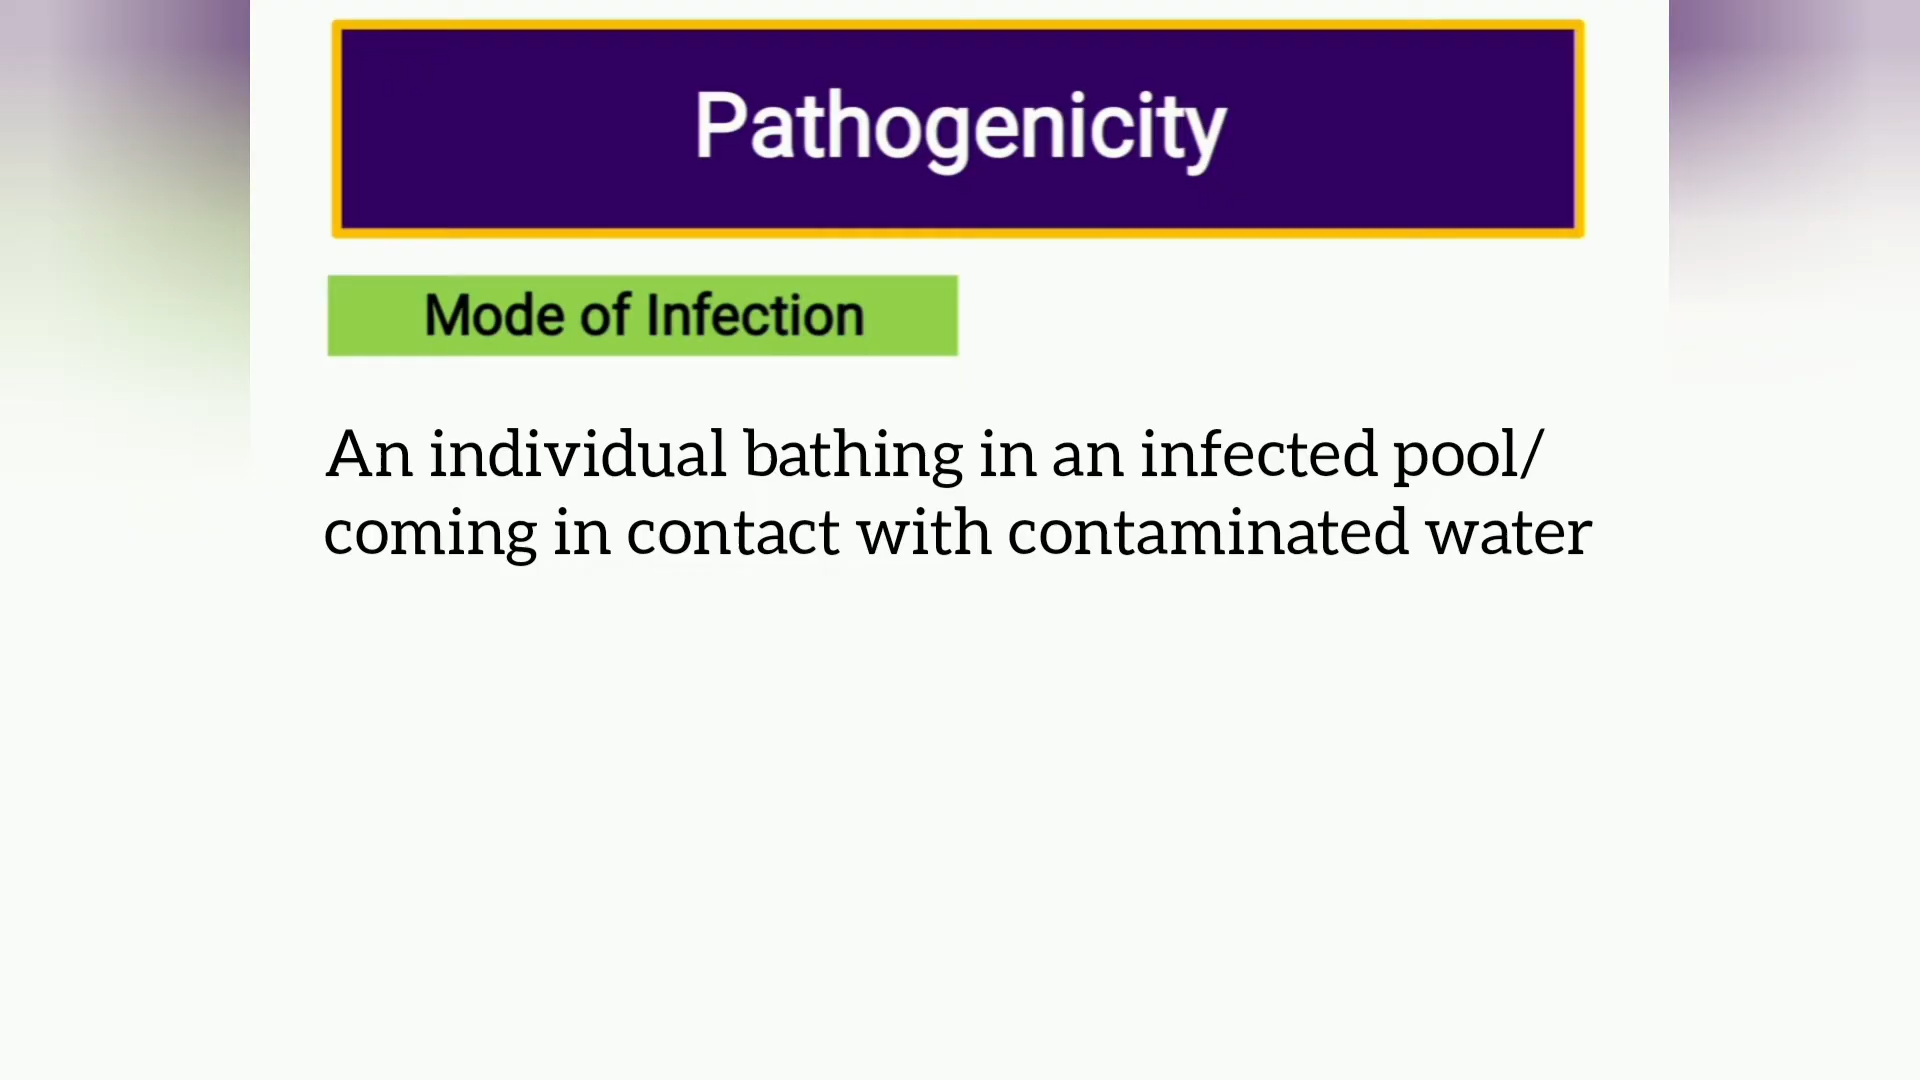 Pathogenicity
Mode of Infection
An individual bathing in an infected pool/
coming in contact with contaminated water